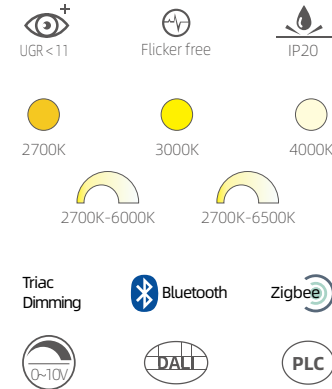 UGR<11
Flicker free
IP20
2700K
3000K
4000K
2700K-6000K
2700K-6500K
Triac
Dimming
Bluetooth
Zigbee
0~10V
DALI
PLC